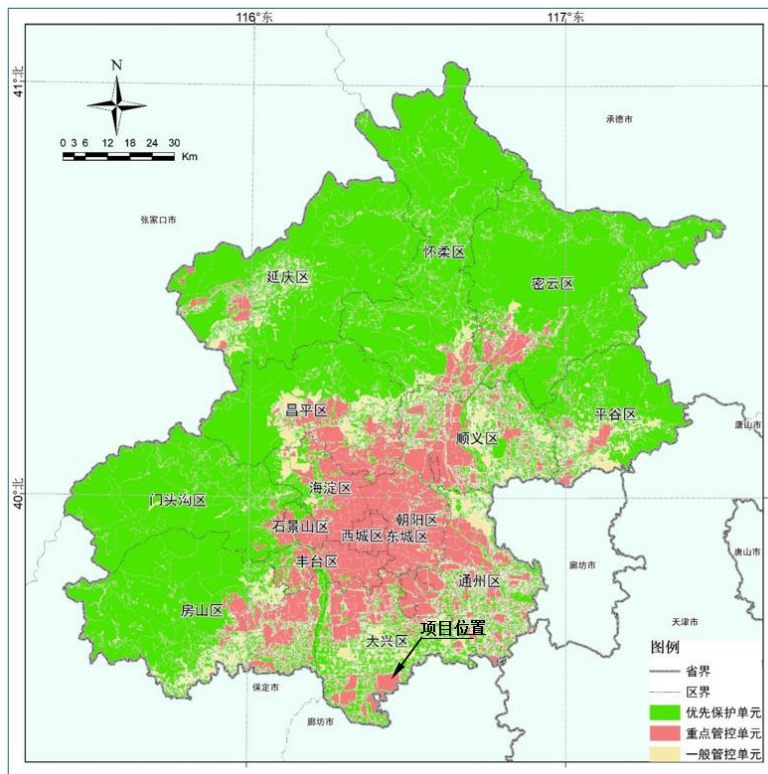 116°东
117°东
41°北
N
0 3 6 12 18 24 30
Km
承德市
张家口市
怀柔区
延庆区
密云区
昌平区
平谷区
唐山市
顺义区
40°北
海淀区
门头沟区
朝阳区
石景山区
西城区 东城区
唐山市
丰台区
廊坊市
通州区
房山区
天津市
项目位置
大兴区
图例
省界
保定市
区界
优先保护单元
廊坊市
重点管控单元
一般管控单元